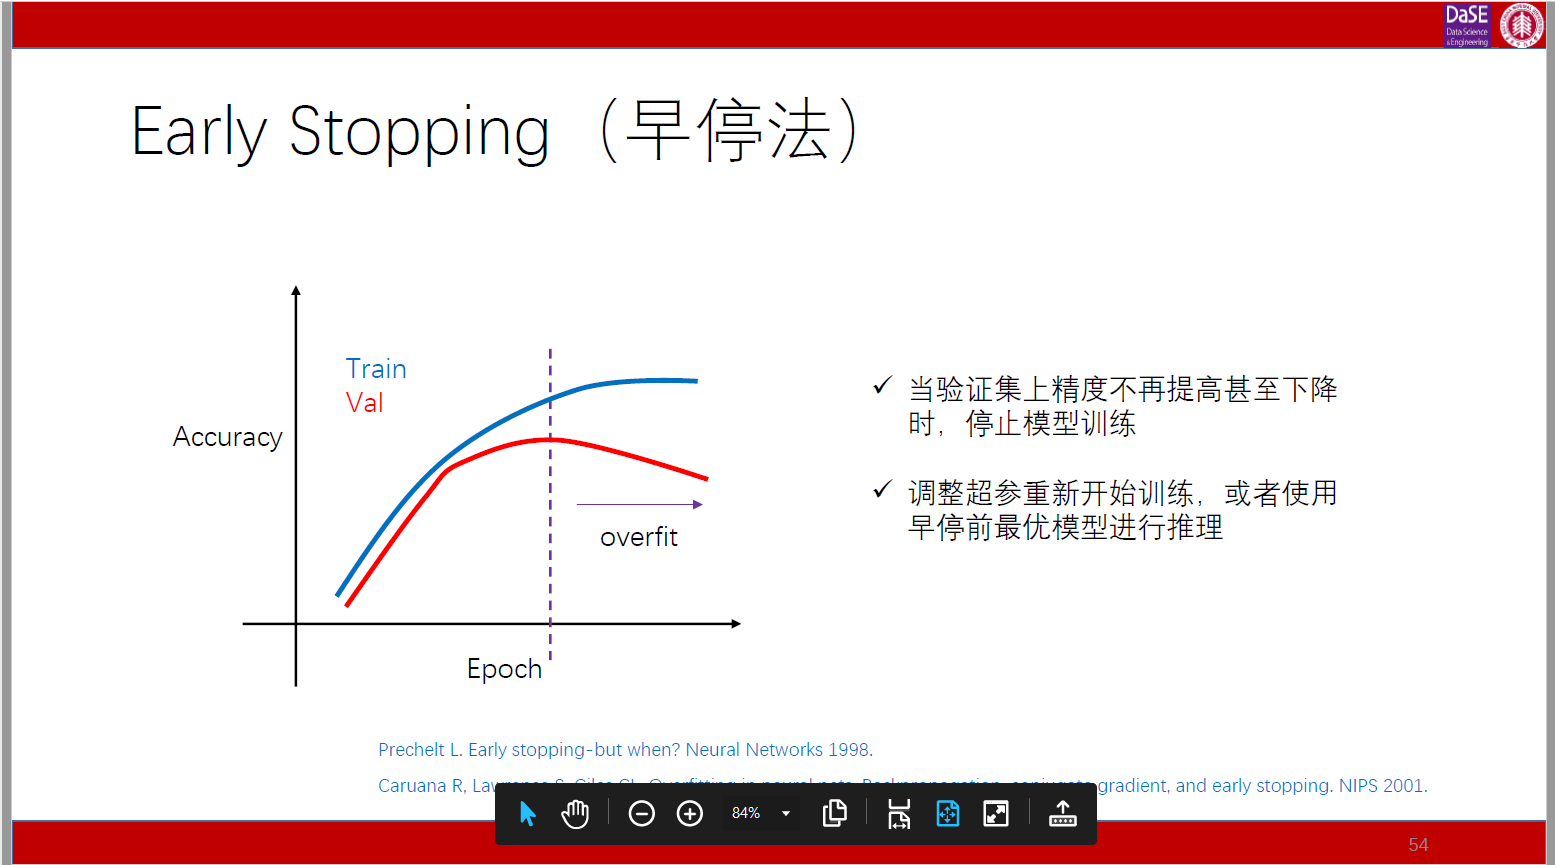 DaSE
Data Science
& Engineering
Early Stopping（早停法）
Train
Val
Accuracy
overfit
Epoch
当验证集上精度不再提高甚至下降
时，停止模型训练
调整超参重新开始训练，或者使用
早停前最优模型进行推理
Prechelt L. Early stopping-but when? Neural Networks 1998.
Caruana R, gradient, and early stopping. NIPS 2001.
84%
54